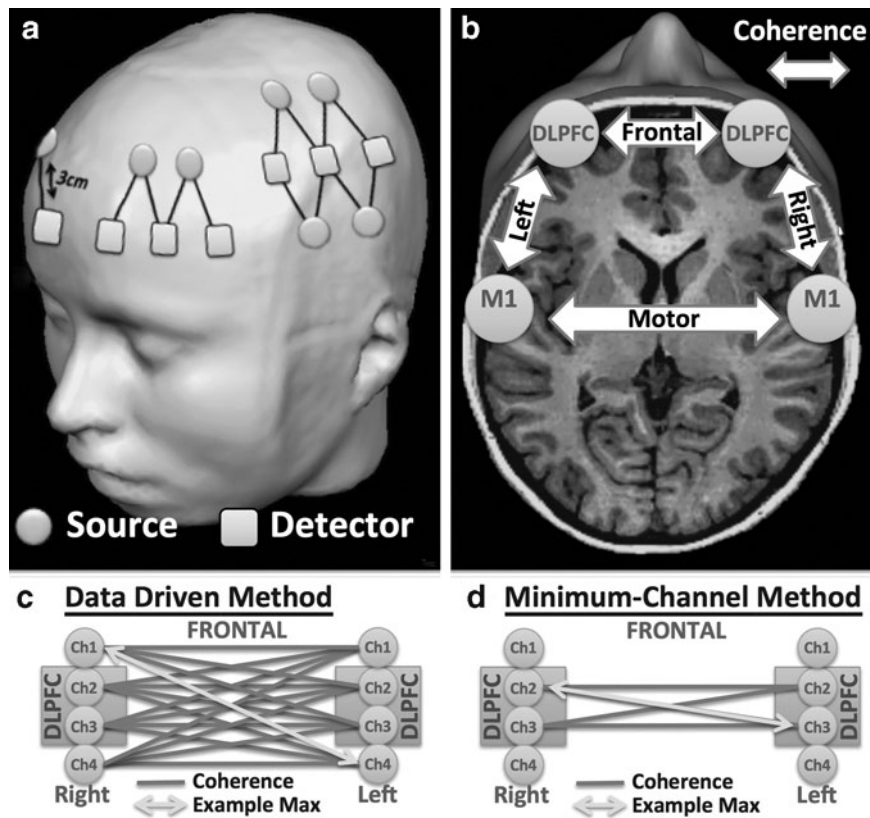 a
3cm
Source Detector
b
Coherence
DLPFC Frontal DLPFC
Left Right
M1 M1
Motor
c Data Driven Method
FRONTAL
Ch1 Ch1
DLPFC Ch2 Ch2 DLPFC
Ch3 Ch3
Ch4 Ch4
Right Coherence Left
Example Max
d Minimum-Channel Method
FRONTAL
Ch1 Ch1
DLPFC Ch2 Ch2 DLPFC
Ch3 Ch3
Ch4 Ch4
Right Coherence Left
Example Max